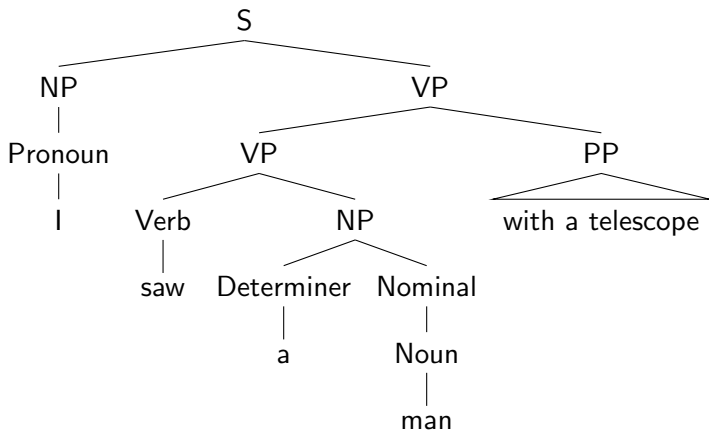 S
NP VP
Pronoun VP PP
I Verb NP with a telescope
saw Determiner Nominal
a Noun
man